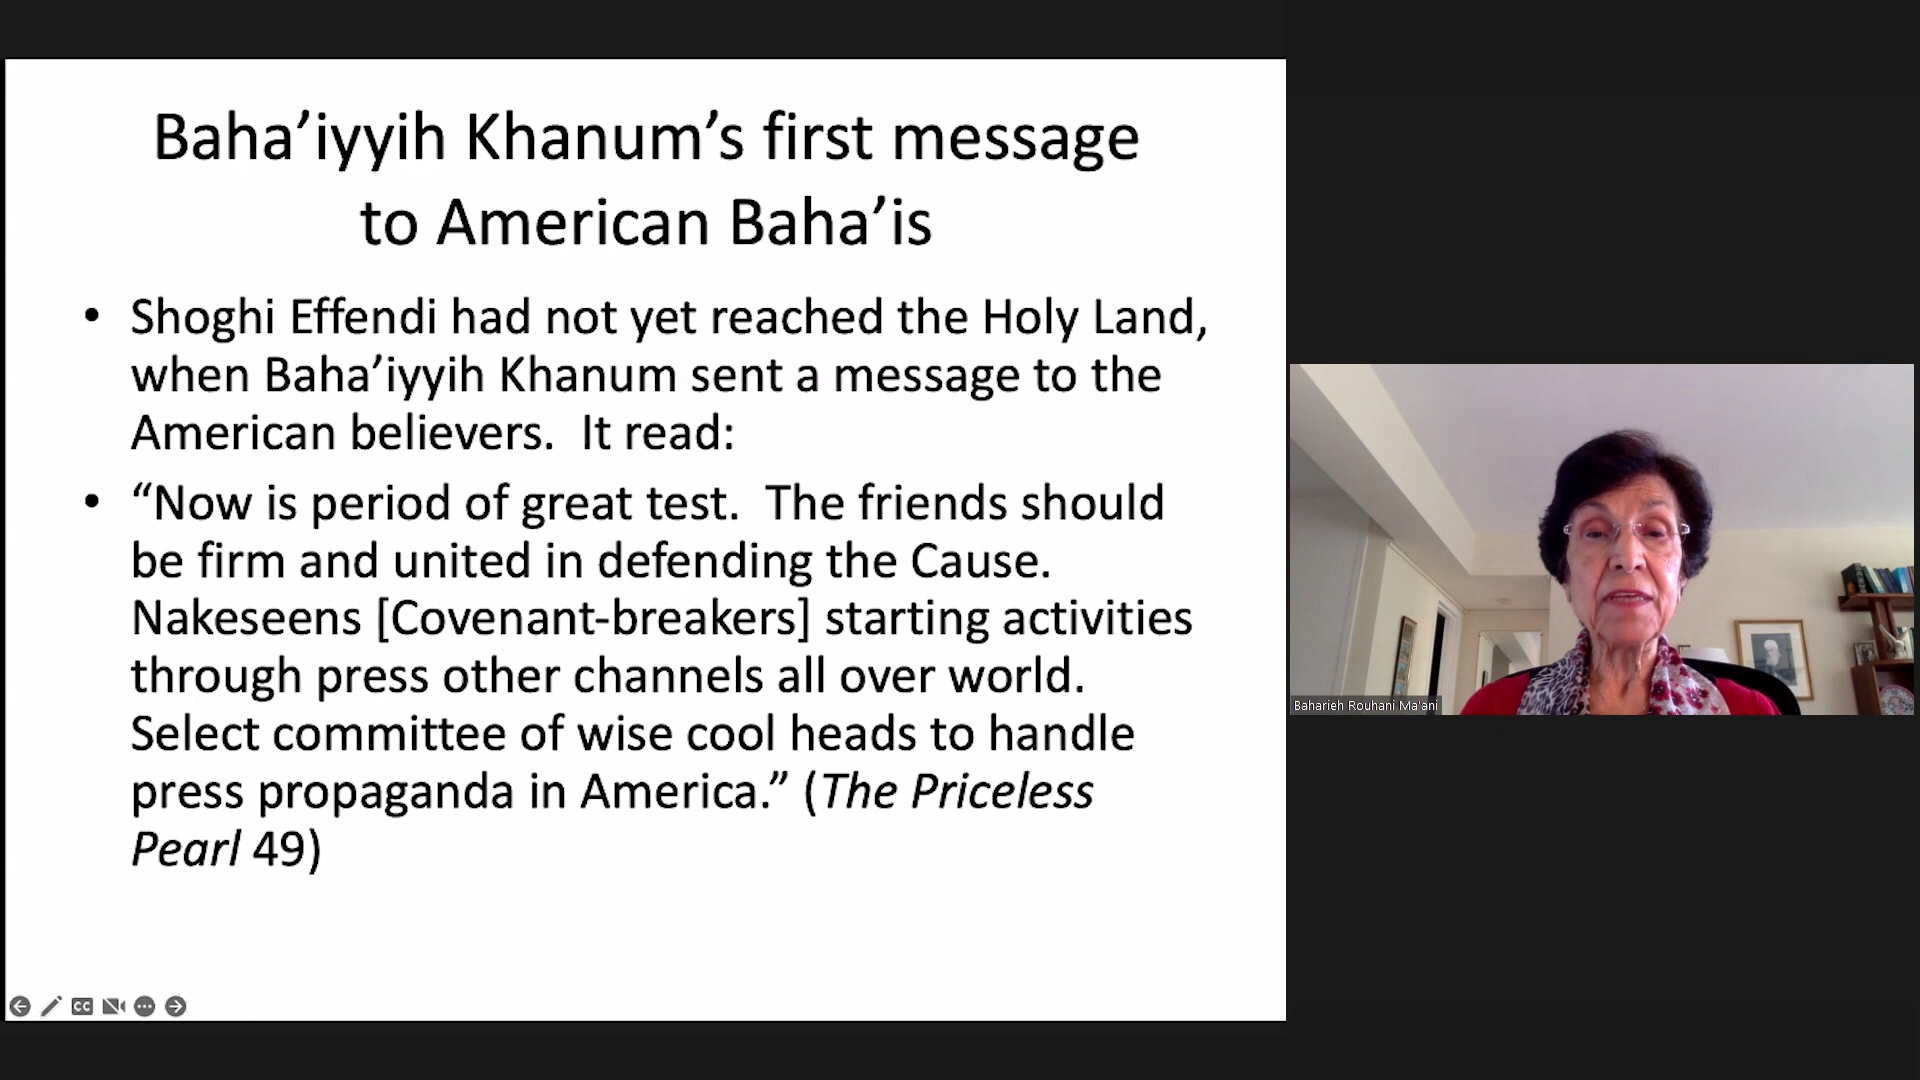 Baha’iyyih Khanum’s first message
to American Baha’is
• Shoghi Effendi had not yet reached the Holy Land,
when Baha’iyyih Khanum sent a message to the
American believers.  It read:
• “Now is period of great test.  The friends should
be firm and united in defending the Cause.
Nakeseens [Covenant-breakers] starting activities
through press other channels all over world.
Select committee of wise cool heads to handle
press propaganda in America.” (The Priceless
Pearl 49)
CC
Baharieh Rouhani Ma'ani